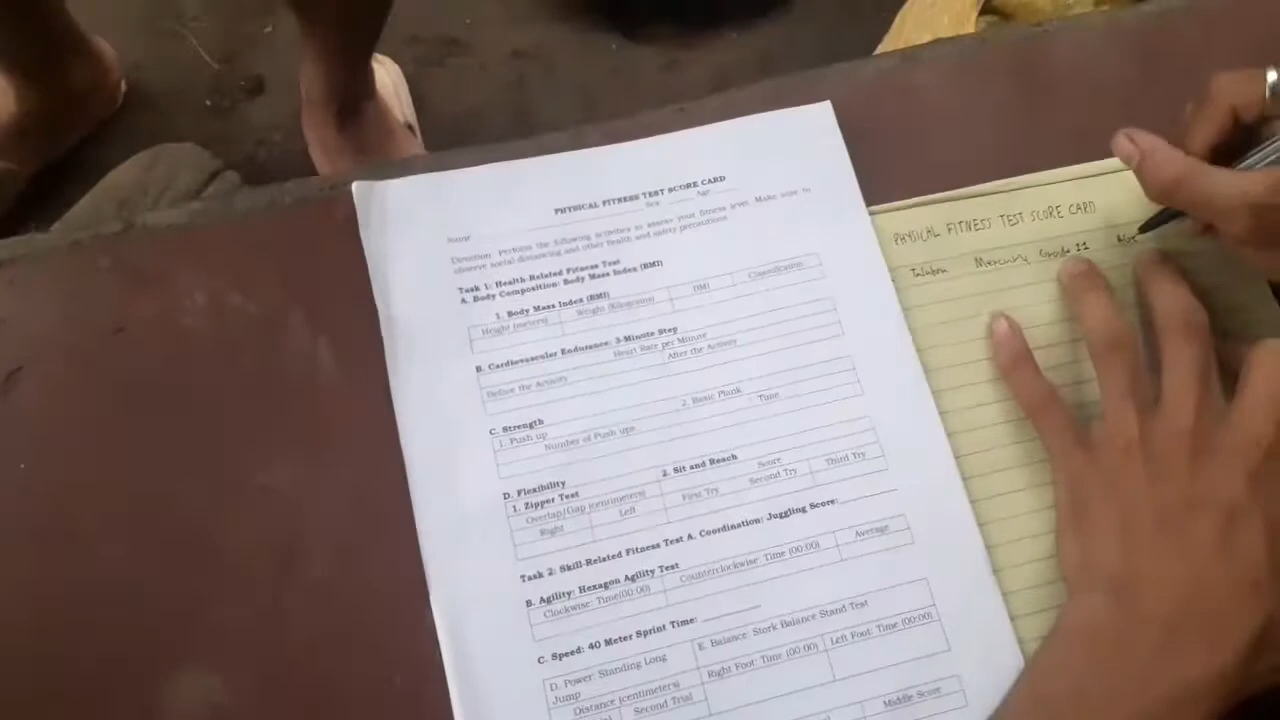 PHYSICAL FITNESS TEST SCORE CARD
Name Sex: Age:
Direction: Perform the following activities to assess your fitness level. Make sure to
observe social distancing and other health and safety precautions.
Task 1: Health-Related Fitness Test
A. Body Composition: Body Mass Index (BMI)
1. Body Mass Index (BMI)
Height (meters) Weight (Kilograms) BMI Classification
B. Cardiovascular Endurance: 3-Minute Step
Heart Rate per Minute
Before the Activity After the Activity
C. Strength
1. Push up 2. Basic Plank
Number of Push ups Time
D. Flexibility
1. Zipper Test 2. Sit and Reach
Overlap/Gap (centimeters) Score
Right Left First Try Second Try Third Try
Task 2: Skill-Related Fitness Test A. Coordination: Juggling Score:
B. Agility: Hexagon Agility Test
Clockwise: Time(00:00) Counterclockwise: Time (00:00) Average
C. Speed: 40 Meter Sprint Time:
D. Power: Standing Long Jump E. Balance: Stork Balance Stand Test
Distance (centimeters) Right Foot: Time (00:00) Left Foot: Time (00:00)
Second Trial
Middle Score
PHYSICAL FITNESS TEST SCORE CARD
Mercury Grade 11 Age